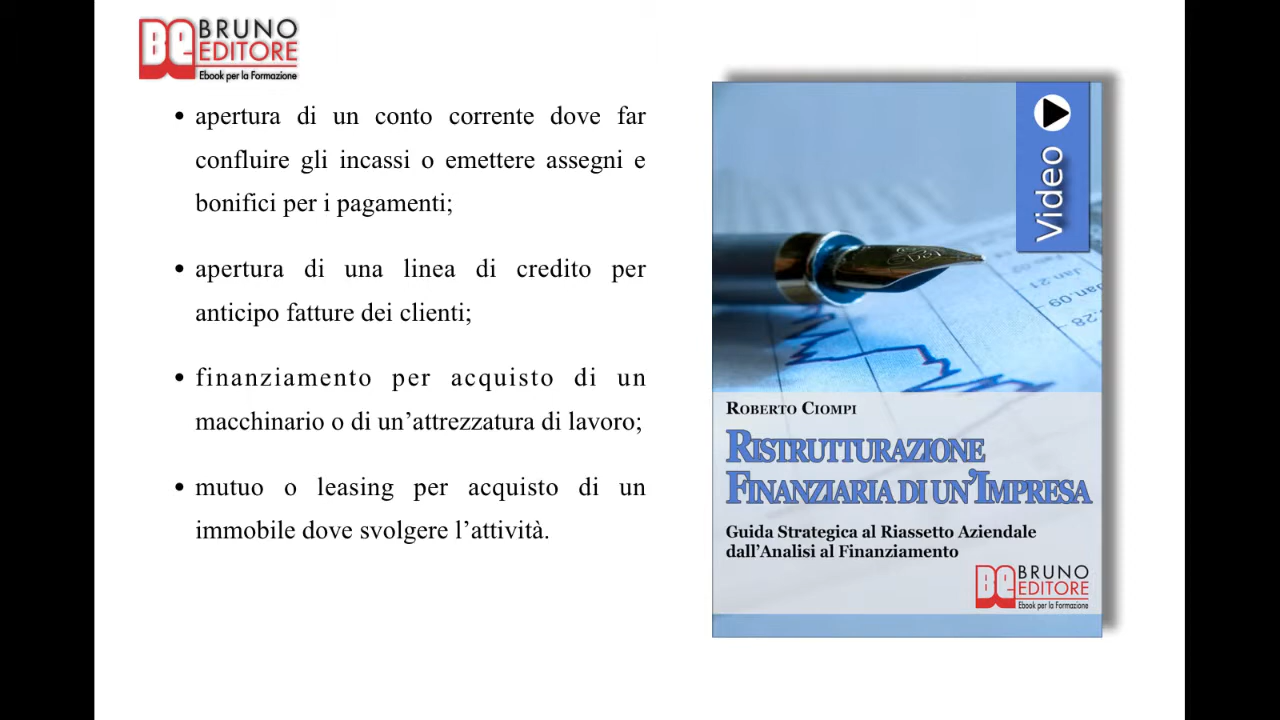 BRUNO
EDITORE
Ebook per la Formazione
• apertura di un conto corrente dove far
confluire gli incassi o emettere assegni e
bonifici per i pagamenti;
• apertura di una linea di credito per
anticipo fatture dei clienti;
• finanziamento per acquisto di un
macchinario o di un’attrezzatura di lavoro;
• mutuo o leasing per acquisto di un
immobile dove svolgere l’attività.
Video
Jan.21
Jan.09
ROBERTO CIOMPI
RISTRUTTURAZIONE
FINANZIARIA DI UN’IMPRESA
Guida Strategica al Riassetto Aziendale
dall’Analisi al Finanziamento
BRUNO
EDITORE
Ebook per la Formazione